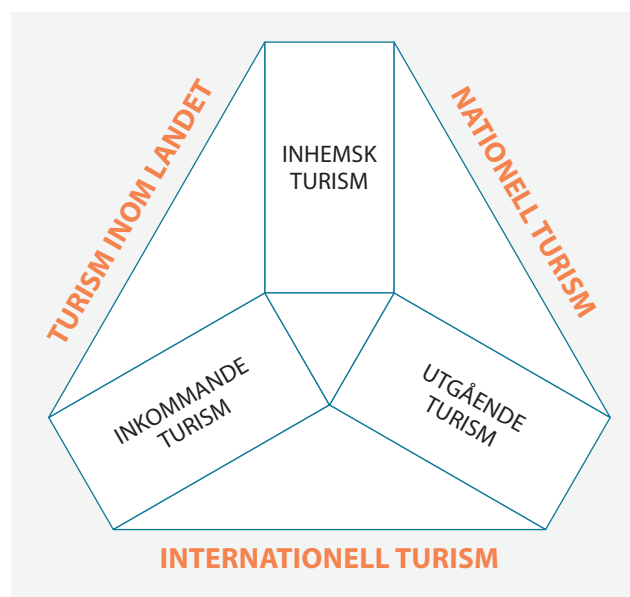 TURISM INOM LANDET
NATIONELL TURISM
INHEMSK
TURISM
INKOMMANDE
TURISM
UTGÅENDE
TURISM
INTERNATIONELL TURISM